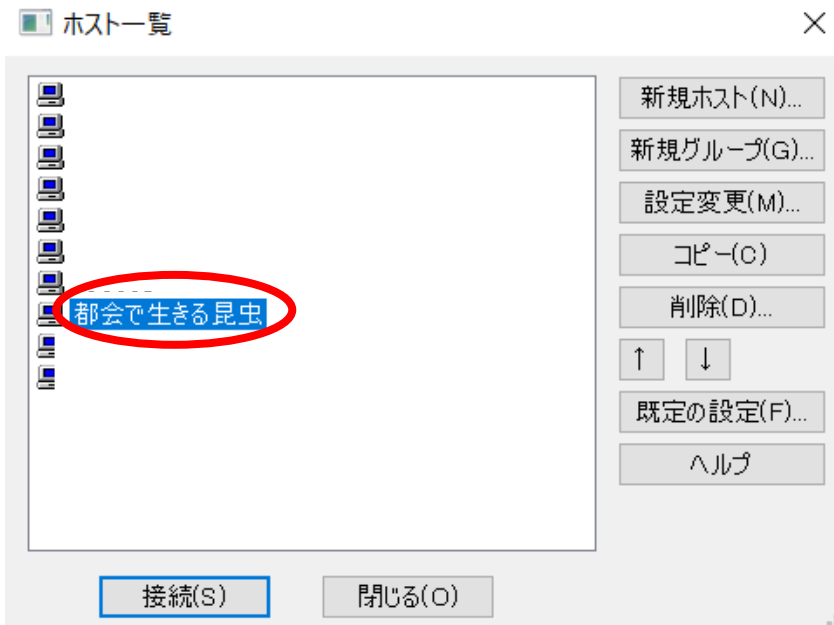 ホスト一覧
新規ホスト(N)...
新規グループ(G)...
設定変更(M)...
コピー(C)
都会で生きる昆虫
削除(D)...
↑ ↓
既定の設定(F)...
ヘルプ
接続(S) 閉じる(O)